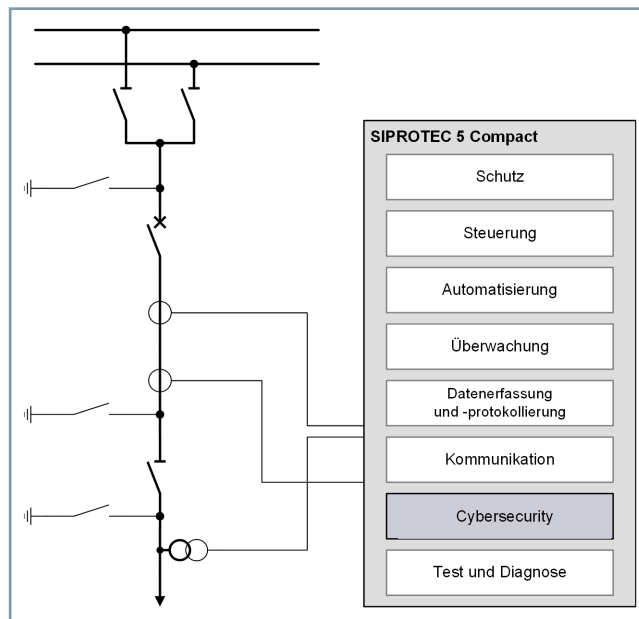 SIPROTEC 5 Compact
Schutz
Steuerung
Automatisierung
Überwachung
Datenerfassung
und -protokollierung
Kommunikation
Cybersecurity
Test und Diagnose